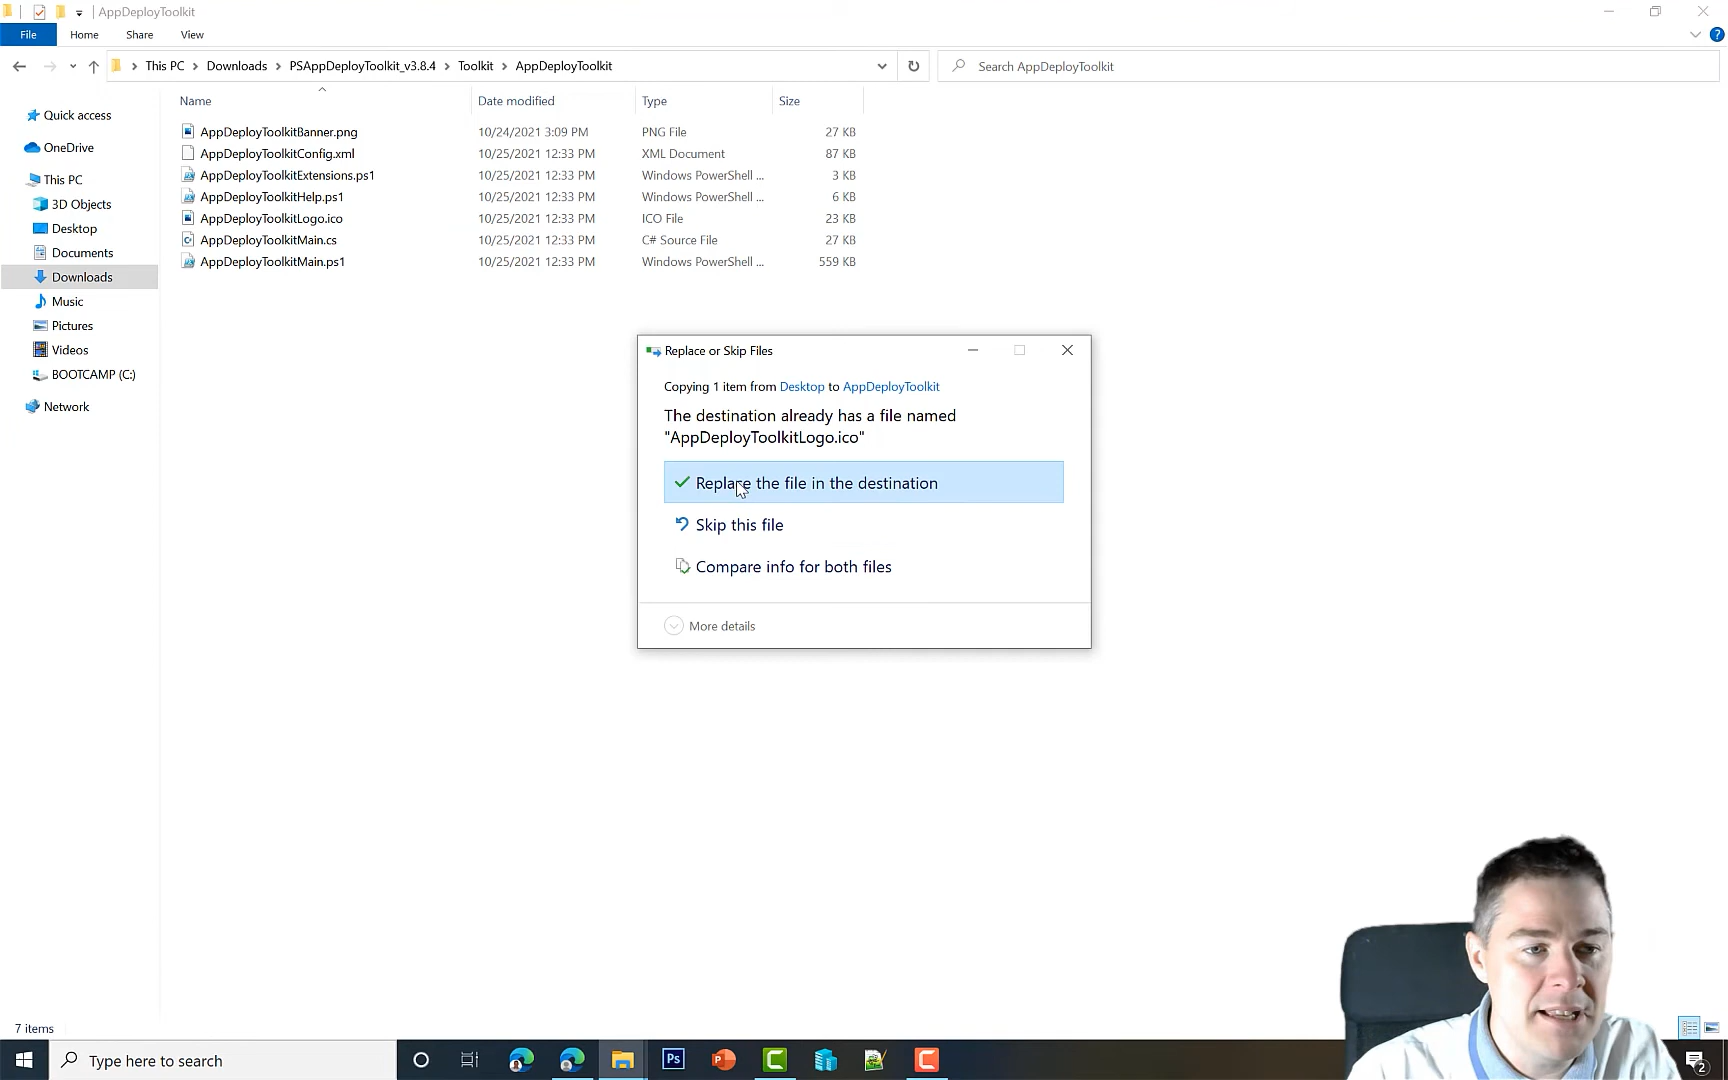 AppDeployToolkit
File Home Share View
This PC Downloads PSAppDeployToolkit_v3.8.4 Toolkit AppDeployToolkit
Search AppDeployToolkit
Name Date modified Type Size
AppDeployToolkitBanner.png 10/24/2021 3:09 PM PNG File 27 KB
AppDeployToolkitConfig.xml 10/25/2021 12:33 PM XML Document 87 KB
AppDeployToolkitExtensions.ps1 10/25/2021 12:33 PM Windows PowerShell ... 3 KB
AppDeployToolkitHelp.ps1 10/25/2021 12:33 PM Windows PowerShell ... 6 KB
AppDeployToolkitLogo.ico 10/25/2021 12:33 PM ICO File 23 KB
AppDeployToolkitMain.cs 10/25/2021 12:33 PM C# Source File 27 KB
AppDeployToolkitMain.ps1 10/25/2021 12:33 PM Windows PowerShell ... 559 KB
Quick access
OneDrive
This PC
3D Objects
Desktop
Documents
Downloads
Music
Pictures
Videos
BOOTCAMP (C:)
Network
Replace or Skip Files
Copying 1 item from Desktop to AppDeployToolkit
The destination already has a file named
"AppDeployToolkitLogo.ico"
Replace the file in the destination
Skip this file
Compare info for both files
More details
7 items
Type here to search
Ps
P
C
C
2